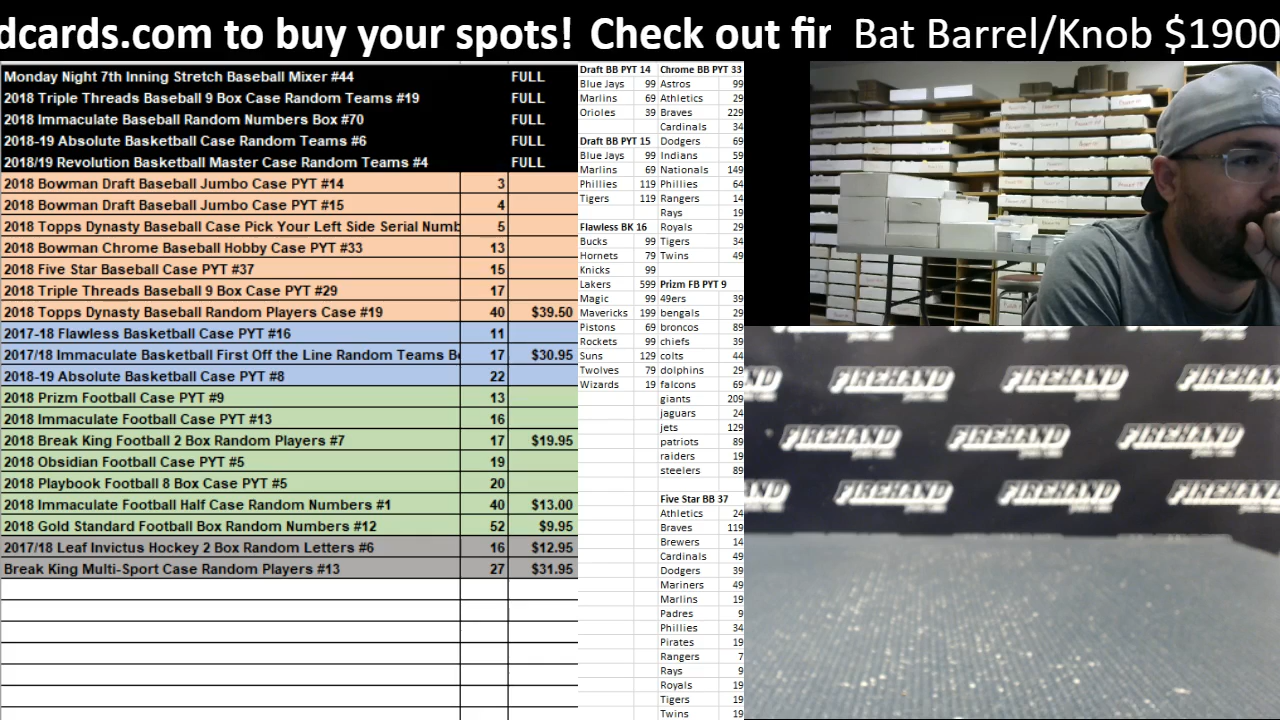 dcards.com to buy your spots! Check out fir
Bat Barrel/Knob $1900
Monday Night 7th Inning Stretch Baseball Mixer #44 FULL
2018 Triple Threads Baseball 9 Box Case Random Teams #19 FULL
2018 Immaculate Baseball Random Numbers Box #70 FULL
2018-19 Absolute Basketball Random Teams #6 FULL
2018/19 Revolution Basketball Master Case Random Teams #4 FULL
2018 Bowman Draft Baseball Jumbo Case PYT #14 3
2018 Bowman Draft Baseball Jumbo Case PYT #15 4
2018 Topps Dynasty Baseball Case Pick Your Left Side Serial Numb 5
2018 Bowman Chrome Baseball Hobby Case PYT #33 13
2018 Five Star Baseball Case PYT #37 15
2018 Triple Threads Baseball 9 Box Case PYT #29 17
2018 Topps Dynasty Baseball Random Players Case #19 40 $39.50
2017-18 Flawless Basketball Case PYT #16 11
2017/18 Immaculate Basketball First Off the Line Random Teams Bo 17 $30.95
2018-19 Absolute Basketball Case PYT #8 22
2018 Prizm Football Case PYT #9 13
2018 Immaculate Football Case PYT #13 16
2018 Break King Football 2 Box Random Players #7 17 $19.95
2018 Obsidian Football Case PYT #5 19
2018 Playbook Football 8 Box Case PYT #5 20
2018 Immaculate Football Half Case Random Numbers #1 40 $13.00
2018 Gold Standard Football Box Random Numbers #12 52 $9.95
2017/18 Leaf Invictus Hockey 2 Box Random Letters #6 16 $12.95
Break King Multi-Sport Case Random Players #13 27 $31.95
Draft BB PYT 14
Blue Jays 99
Marlins 69
Orioles 39
Draft BB PYT 15
Blue Jays 99
Marlins 69
Phillies 119
Tigers 119
Flawless BK 16
Bucks 99
Hornets 79
Knicks 99
Lakers 599
Magic 99
Mavericks 199
Pistons 69
Rockets 99
Suns 129
Twolves 79
Wizards 19
Chrome BB PYT 33
Astros 99
Athletics 29
Braves 229
Cardinals 34
Dodgers 69
Indians 59
Nationals 149
Phillies 64
Rangers 14
Rays 19
Royals 29
Tigers 34
Twins 49
Prizm FB PYT 9
49ers 39
bengals 29
broncos 89
chiefs 39
colts 44
dolphins 29
falcons 69
giants 209
jaguars 24
jets 129
patriots 89
raiders 19
steelers 89
Five Star BB 37
Athletics 24
Braves 119
Brewers 14
Cardinals 49
Dodgers 39
Mariners 49
Marlins 19
Padres 9
Phillies 34
Pirates 19
Rangers 7
Rays 9
Royals 19
Tigers 19
Twins 19
ND FIREHAND FIREHAND FIREHAND
FIREHAND FIREHAND FIREHAND
AND FIREHAND FIREHAND FIREHAND